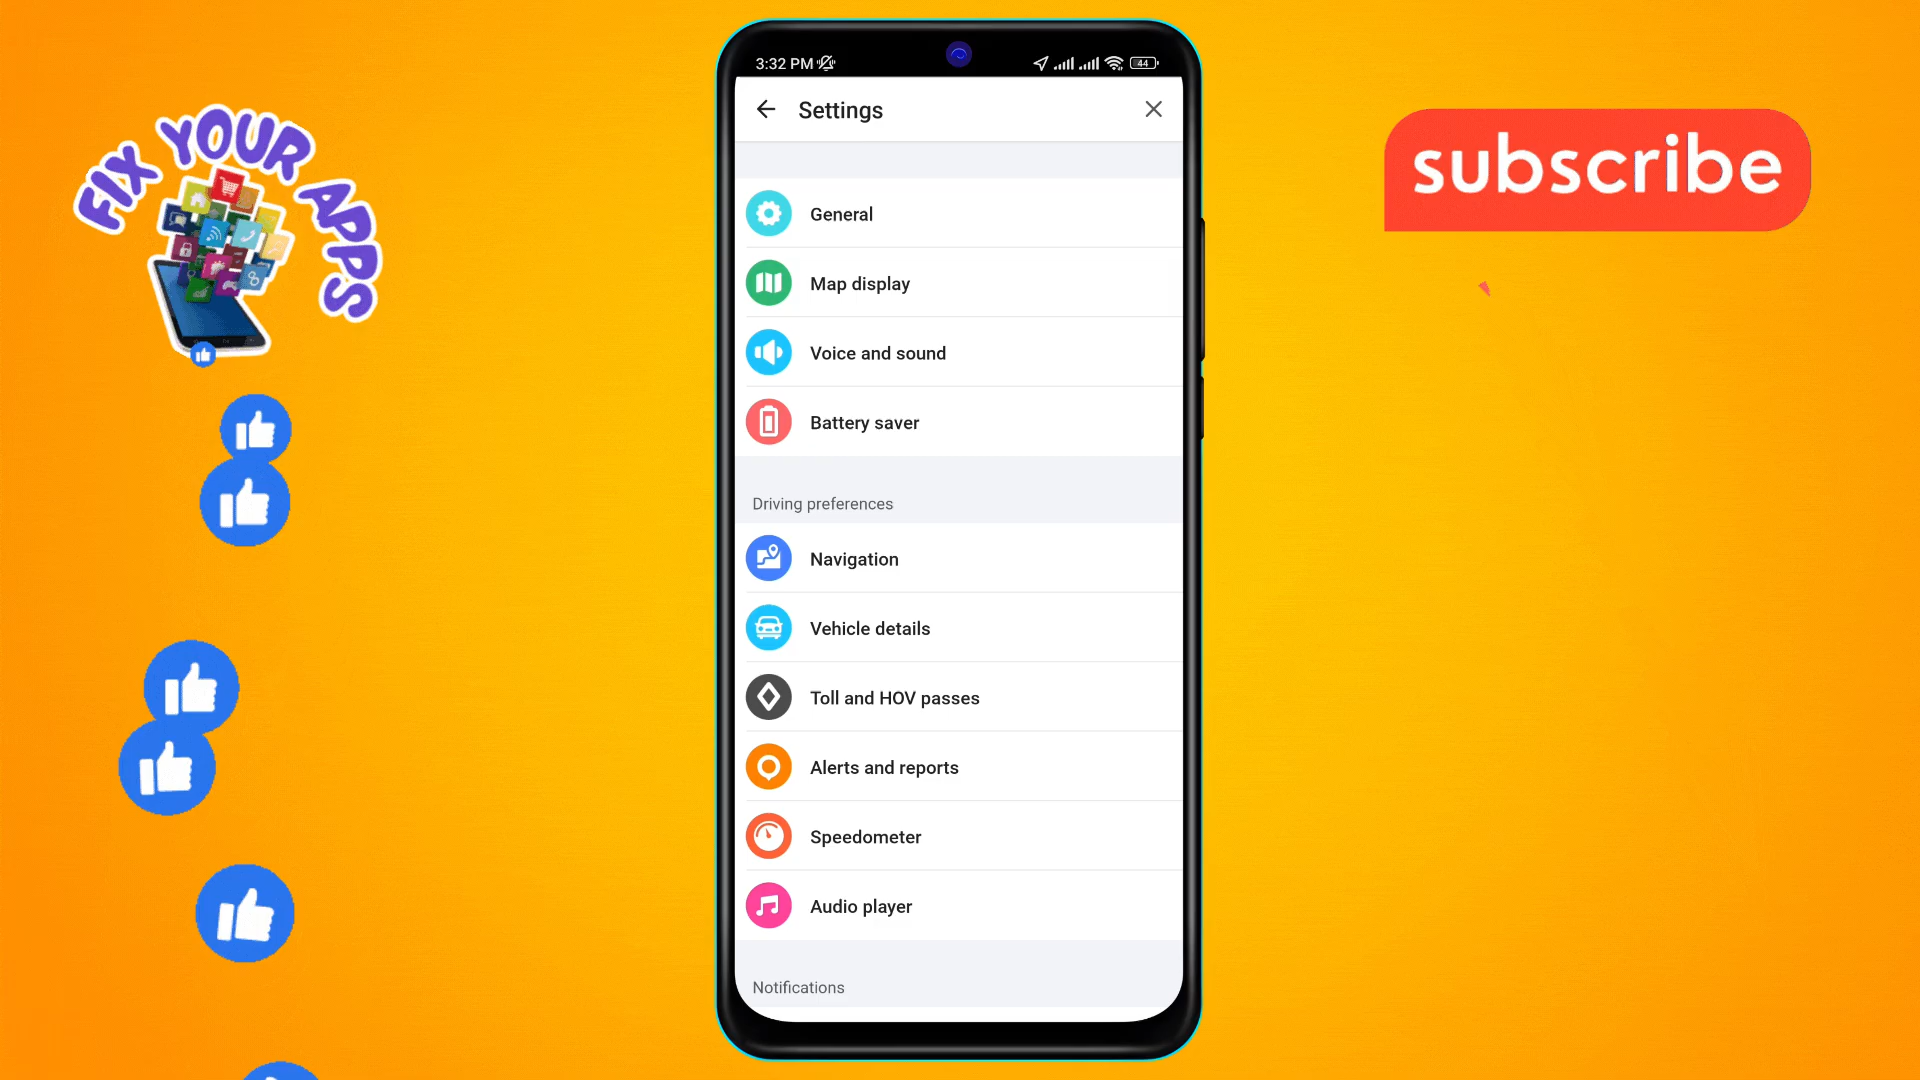 FIX YOUR APPS
subscribe
3:32 PM
44
Settings
General
Map display
Voice and sound
Battery saver
Driving preferences
Navigation
Vehicle details
Toll and HOV passes
Alerts and reports
Speedometer
Audio player
Notifications